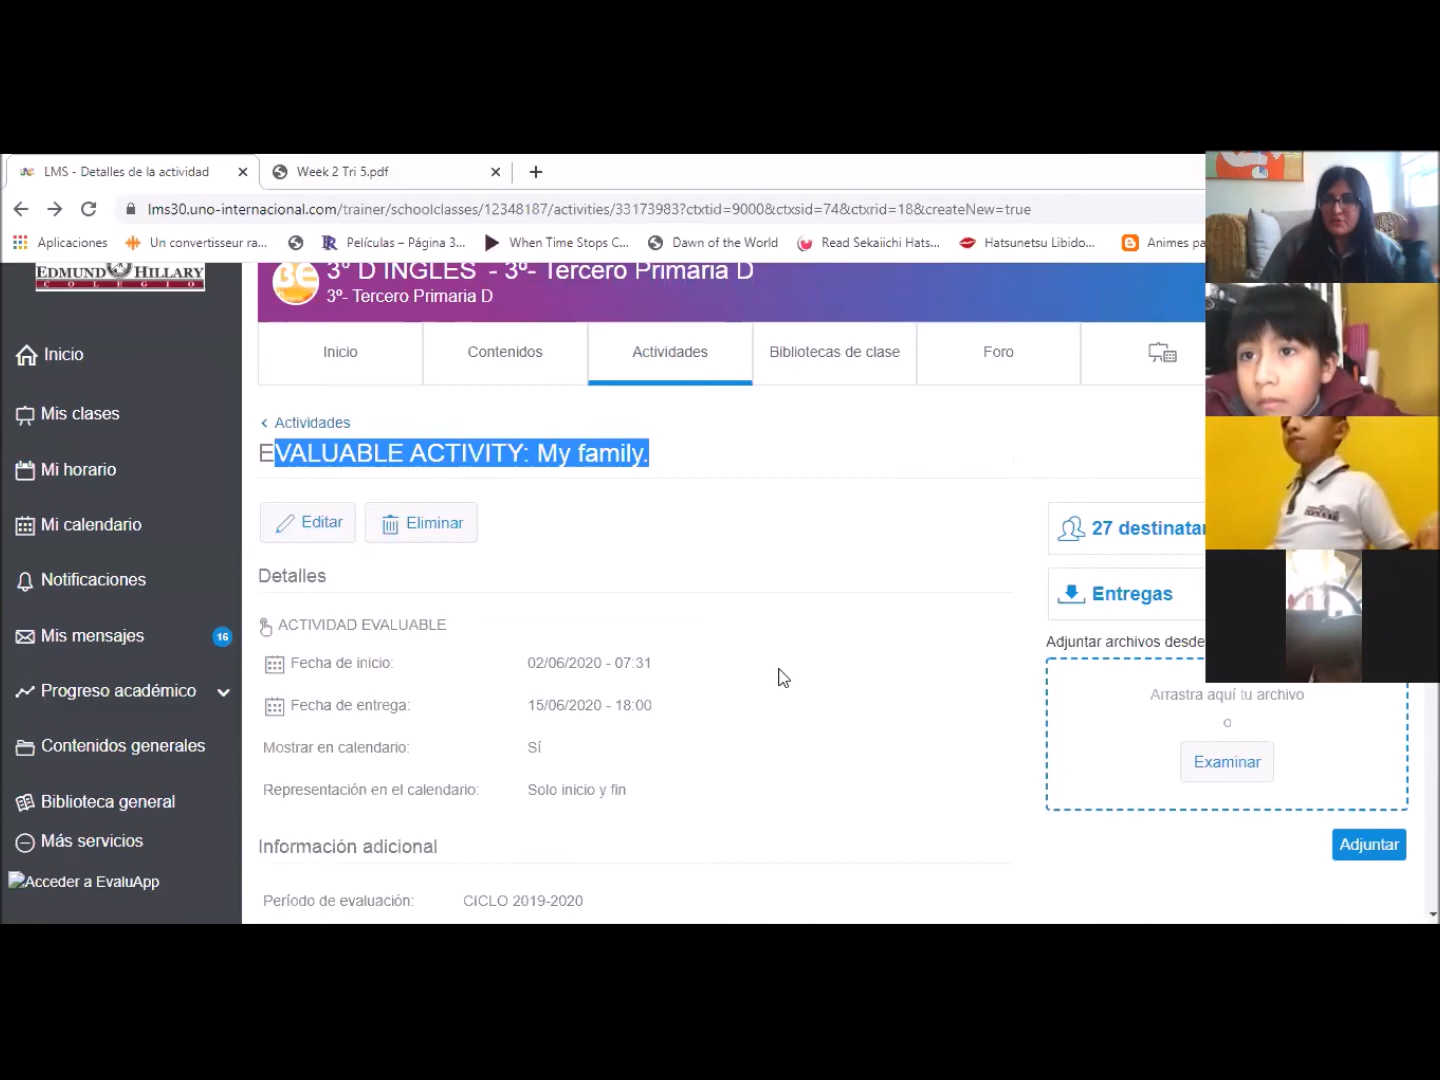 LMS - Detalles de la actividad
Week 2 Tri 5.pdf
lms30.uno-internacional.com/trainer/schoolclasses/12348187/activities/33173983?ctxtid=9000&ctxsid=74&ctxrid=18&createNew=true
Aplicaciones
Un convertisseur ra...
Películas – Página 3...
When Time Stops C...
Dawn of the World
Read Sekaiichi Hats...
Hatsunetsu Libido...
Animes pa
EDMUND HILLARY
COLEGIO
BE
3° D INGLES - 3º- Tercero Primaria D
3º- Tercero Primaria D
Inicio
Mis clases
Mi horario
Mi calendario
Notificaciones
Mis mensajes 16
Progreso académico
Contenidos generales
Biblioteca general
Más servicios
Acceder a EvaluApp
Inicio
Contenidos
Actividades
Bibliotecas de clase
Foro
‹ Actividades
EVALUABLE ACTIVITY: My family.
Editar
Eliminar
Detalles
ACTIVIDAD EVALUABLE
Fecha de inicio: 02/06/2020 - 07:31
Fecha de entrega: 15/06/2020 - 18:00
Mostrar en calendario: Sí
Representación en el calendario: Solo inicio y fin
Información adicional
Período de evaluación: CICLO 2019-2020
27 destinatar
Entregas
Adjuntar archivos desde
Arrastra aquí tu archivo
o
Examinar
Adjuntar